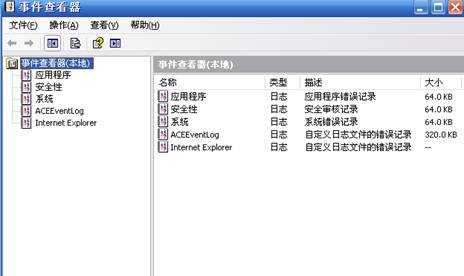 事件查看器
文件(F) 操作(A) 查看(V) 帮助(H)
事件查看器(本地)
应用程序
安全性
系统
ACEEventLog
Internet Explorer
事件查看器(本地)
名称 类型 描述 大小
应用程序 日志 应用程序错误记录 64.0 KB
安全性 日志 安全审核记录 64.0 KB
系统 日志 系统错误记录 64.0 KB
ACEEventLog 日志 自定义日志文件的错误记录 320.0 KB
Internet Explorer 日志 自定义日志文件的错误记录 --